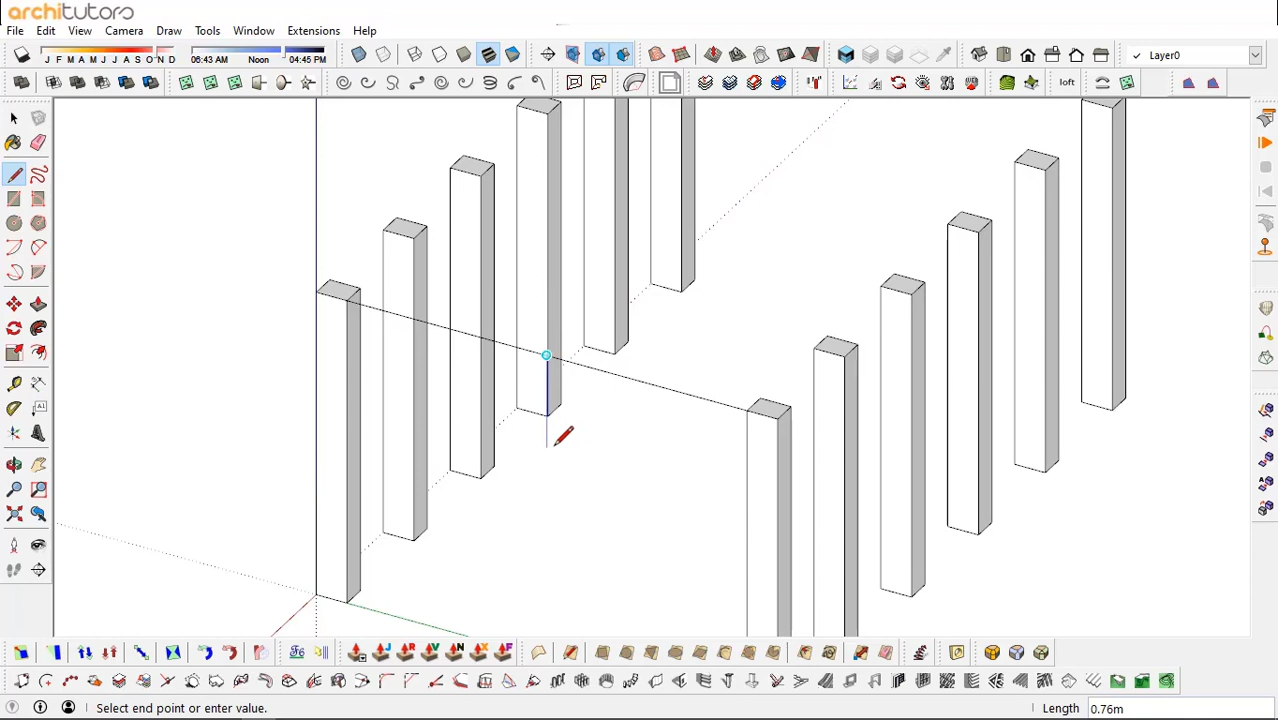 architutors
File Edit View Camera Draw Tools Window Extensions Help
J F M A M J J A S O N D 06:43 AM Noon 04:45 PM
✓ Layer0
loft
A1
J R V N X F
Select end point or enter value. Length 0.76m